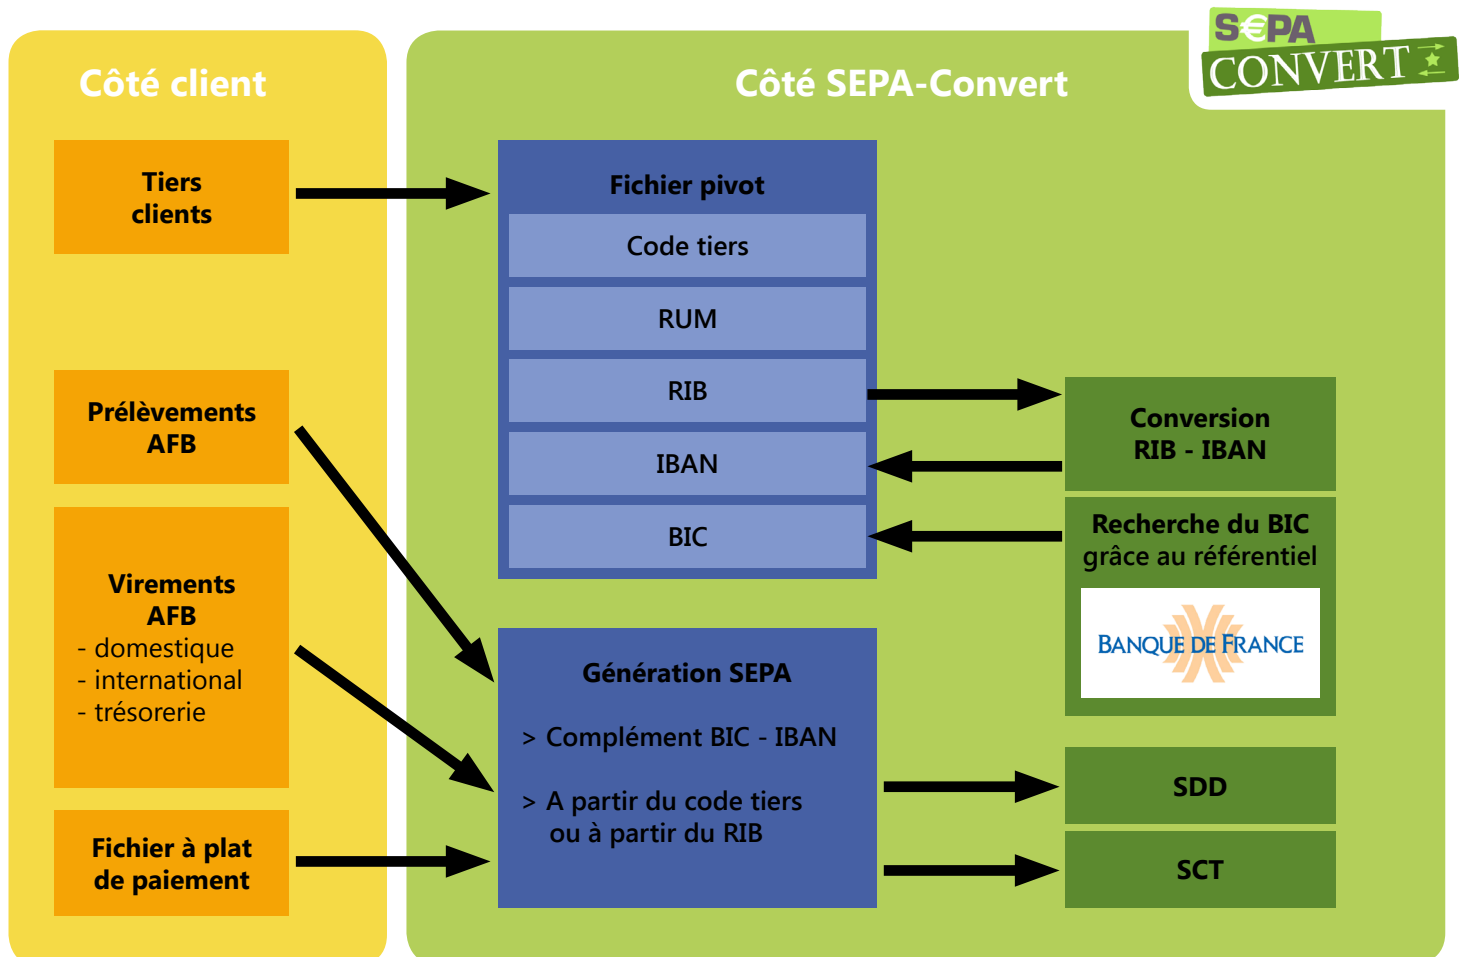 S€PA
CONVERT
Côté client
Côté SEPA-Convert
Tiers
clients
Prélèvements
AFB
Virements
AFB
- domestique
- international
- trésorerie
Fichier à plat
de paiement
Fichier pivot
Code tiers
RUM
RIB
IBAN
BIC
Conversion
RIB - IBAN
Recherche du BIC
grâce au référentiel
BANQUE DE FRANCE
Génération SEPA
> Complément BIC - IBAN
> A partir du code tiers
ou à partir du RIB
SDD
SCT